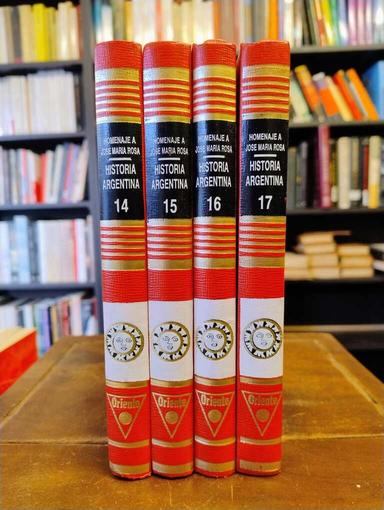 HOMENAJE A
JOSE MARIA ROSA
HISTORIA
ARGENTINA
14
Oriente
HOMENAJE A
JOSE MARIA ROSA
HISTORIA
ARGENTINA
15
Oriente
HOMENAJE A
JOSE MARIA ROSA
HISTORIA
ARGENTINA
16
Oriente
HOMENAJE A
JOSE MARIA ROSA
HISTORIA
ARGENTINA
17
Oriente